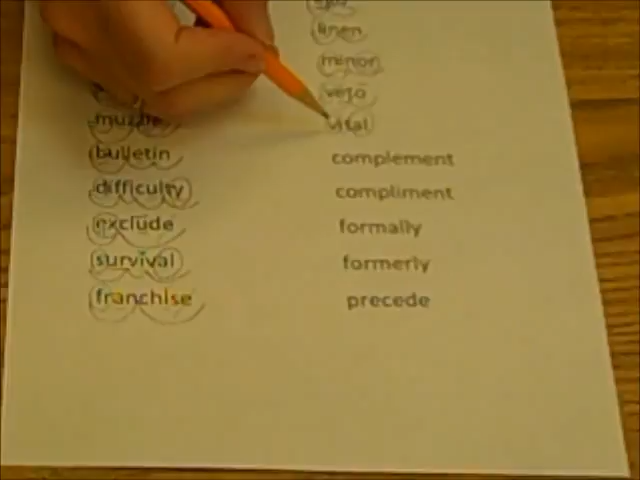 linen
minor
veto
vital
muzzle
bulletin
difficulty
exclude
survival
franchise
complement
compliment
formally
formerly
precede